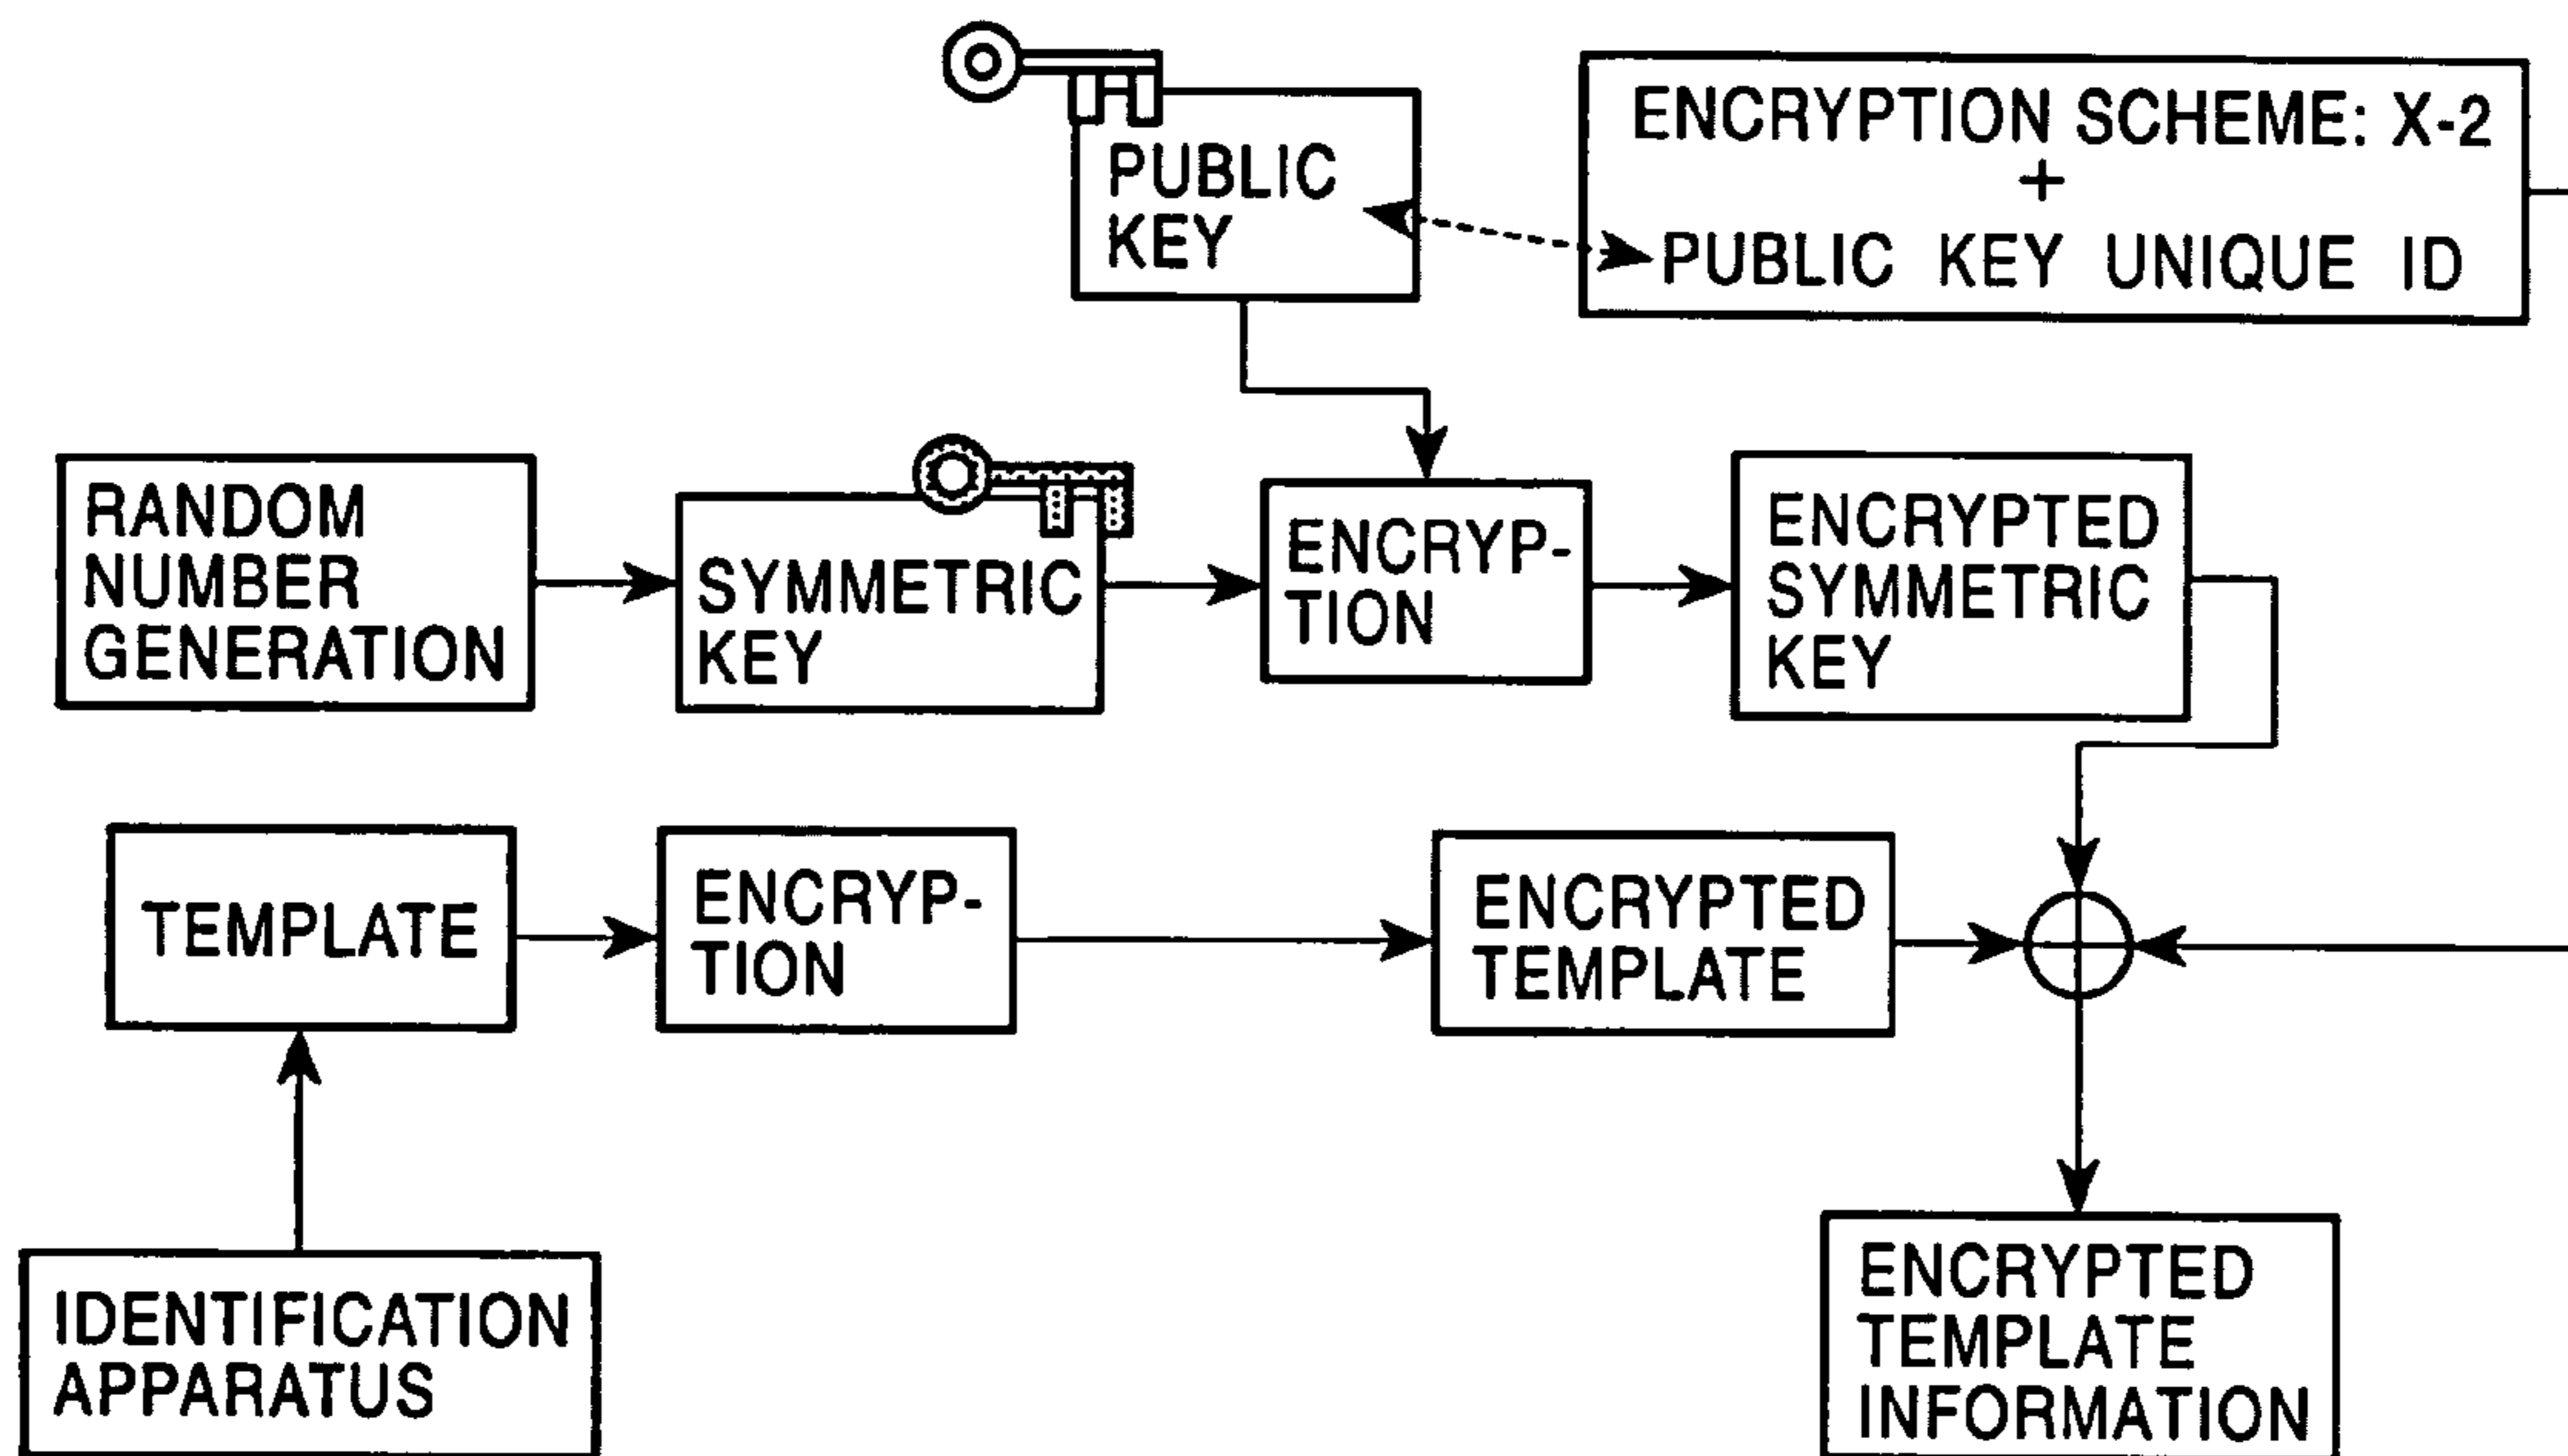 PUBLIC
KEY
ENCRYPTION SCHEME: X-2
+
PUBLIC KEY UNIQUE ID
RANDOM
NUMBER
GENERATION
SYMMETRIC
KEY
ENCRYP-
TION
ENCRYPTED
SYMMETRIC
KEY
TEMPLATE
ENCRYP-
TION
ENCRYPTED
TEMPLATE
IDENTIFICATION
APPARATUS
ENCRYPTED
TEMPLATE
INFORMATION